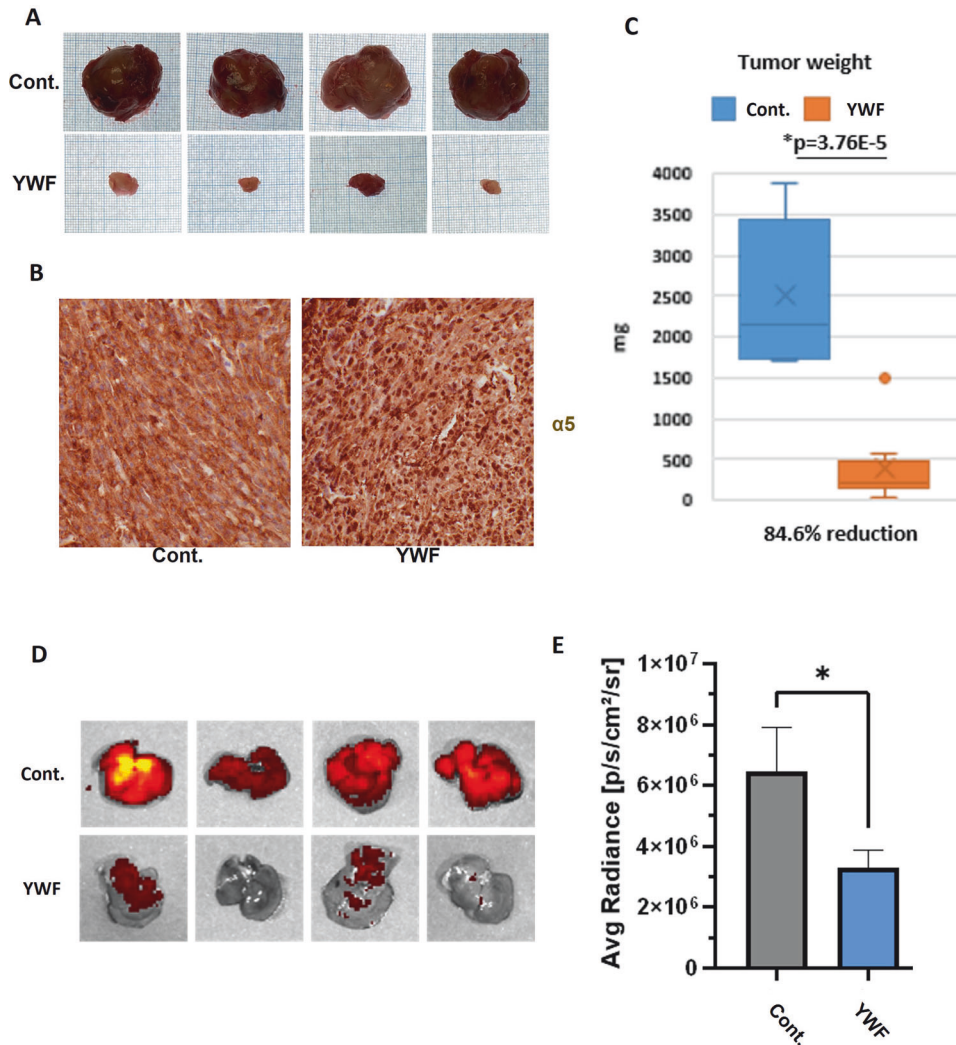 A
Cont.
YWF
B
Cont.
YWF
α5
C
Tumor weight
Cont. YWF
*p=3.76E-5
4000
3500
3000
2500
2000
1500
1000
500
0
mg
84.6% reduction
D
Cont.
YWF
E
Avg Radiance [p/s/cm²/sr]
1×10⁷
8×10⁶
6×10⁶
4×10⁶
2×10⁶
0
*
Cont.
YWF